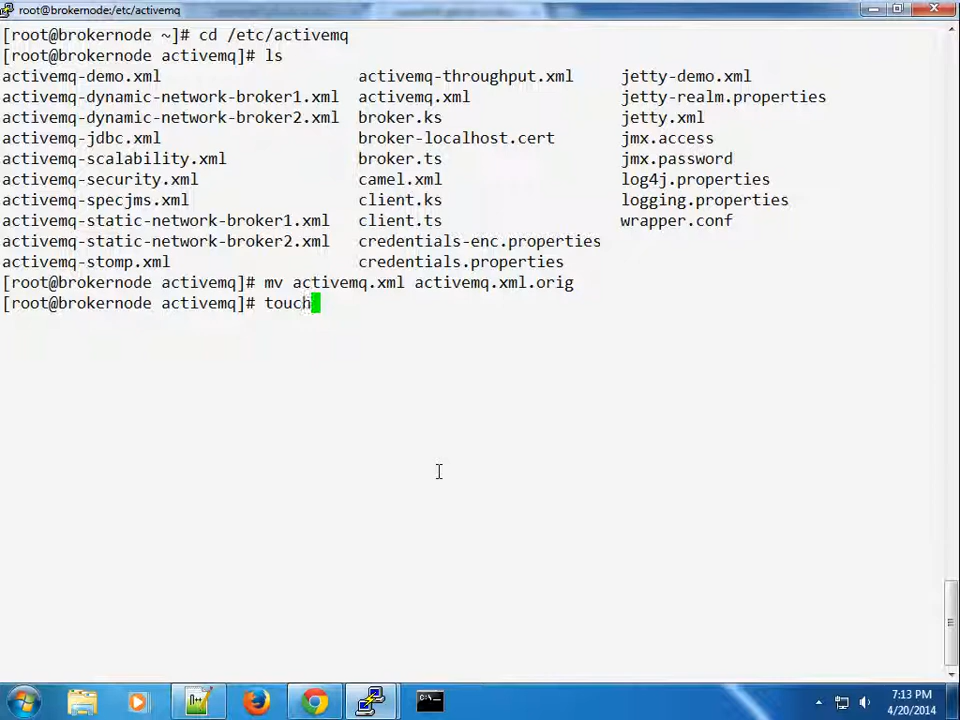 root@brokernode:/etc/activemq
[root@brokernode ~]# cd /etc/activemq
[root@brokernode activemq]# ls
activemq-demo.xml activemq-throughput.xml jetty-demo.xml
activemq-dynamic-network-broker1.xml activemq.xml jetty-realm.properties
activemq-dynamic-network-broker2.xml broker.ks jetty.xml
activemq-jdbc.xml broker-localhost.cert jmx.access
activemq-scalability.xml broker.ts jmx.password
activemq-security.xml camel.xml log4j.properties
activemq-specjms.xml client.ks logging.properties
activemq-static-network-broker1.xml client.ts wrapper.conf
activemq-static-network-broker2.xml credentials-enc.properties
activemq-stomp.xml credentials.properties
[root@brokernode activemq]# mv activemq.xml activemq.xml.orig
[root@brokernode activemq]# touch
7:13 PM
4/20/2014